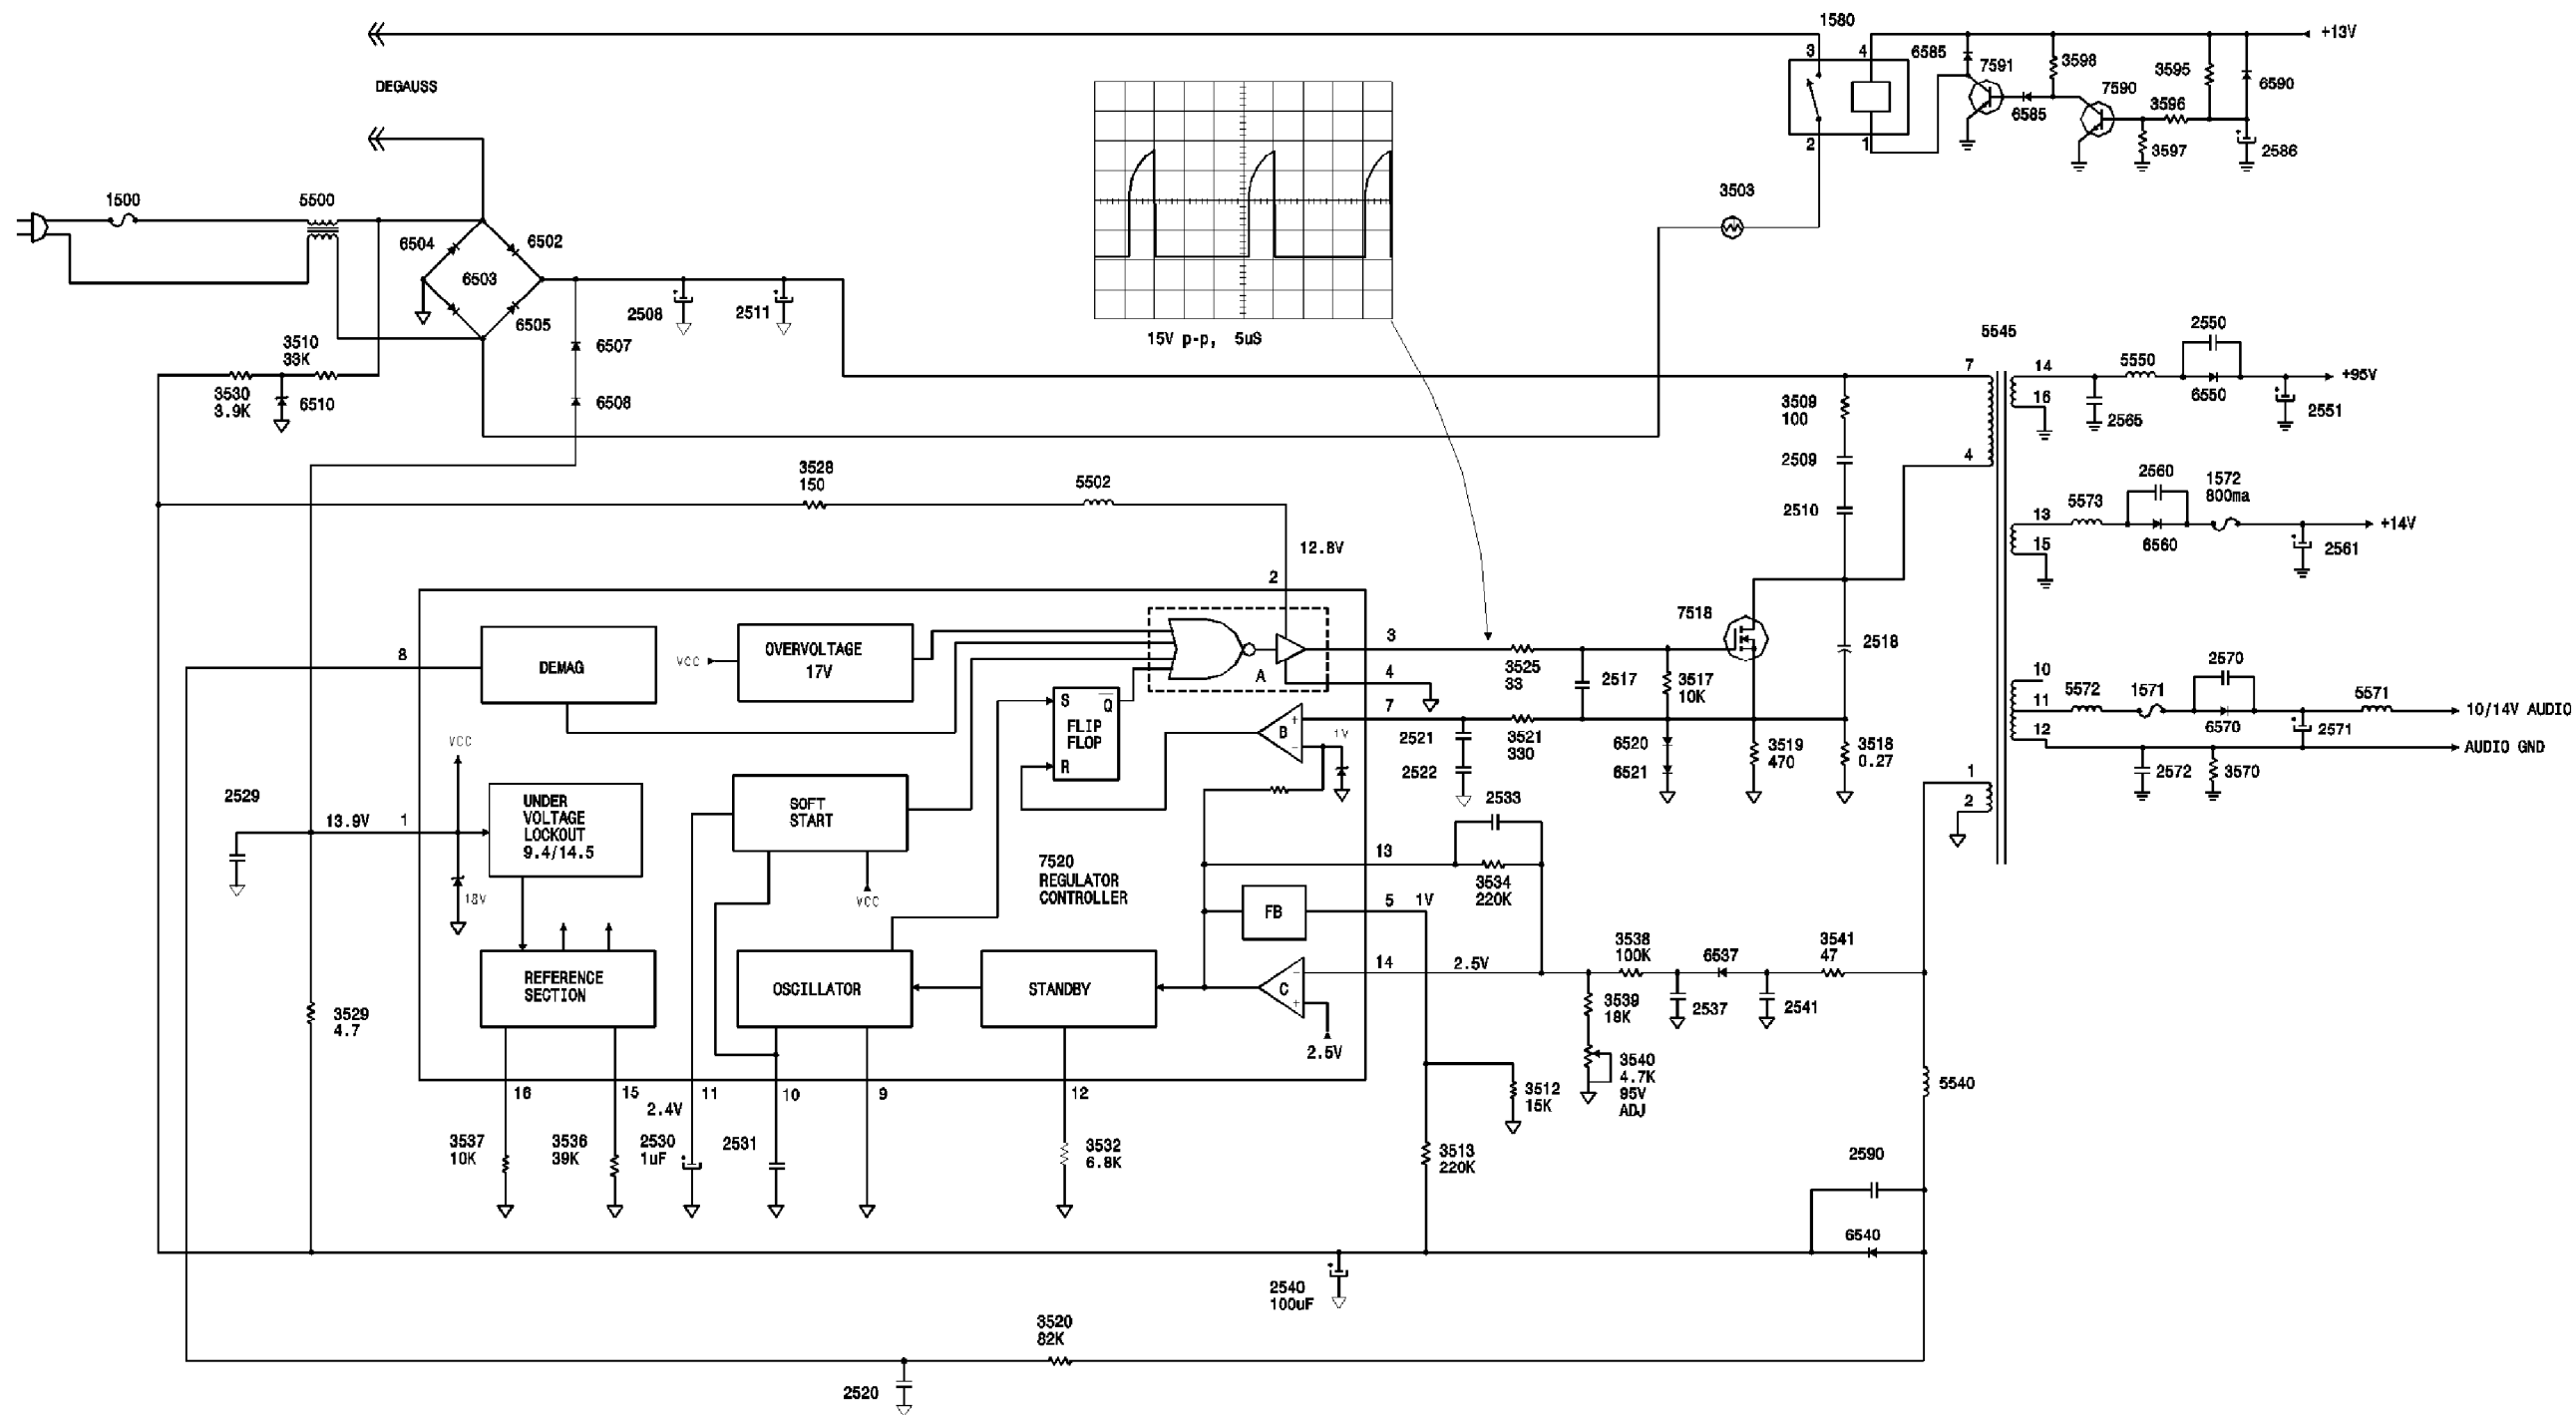 1580
+13V
3
4
6585
7591
3598
3595
6590
7590
3596
6585
3597
2586
2
1
DEGAUSS
3503
1500
5500
6504
6502
6503
6505
2508
2511
15V p-p, 5uS
6507
6508
3510
33K
3530
3.9K
6510
5545
7
4
14
16
5550
2550
6550
+95V
2565
2551
3509
100
2509
2510
3528
150
5502
12.8V
2
13
15
5573
2560
6560
1572
800ma
+14V
2561
7518
2518
10
11
12
5572
1571
2570
6570
5571
10/14V AUDIO
2571
AUDIO GND
2572
3570
8
DEMAG
VCC
OVERVOLTAGE
17V
A
3
4
7
3525
33
2517
3517
10K
S
Q
FLIP
FLOP
R
B
+
-
1V
2521
2522
3521
330
6520
6521
3519
470
3518
0.27
1
2
2529
13.9V
1
VCC
UNDER
VOLTAGE
LOCKOUT
9.4/14.5
18V
SOFT
START
VCC
7520
REGULATOR
CONTROLLER
13
2533
3534
220K
FB
5
1V
14
2.5V
C
-
+
2.5V
REFERENCE
SECTION
OSCILLATOR
STANDBY
3538
100K
6537
3541
47
3539
18K
2537
2541
3540
4.7K
95V
ADJ
3529
4.7
16
15
2.4V
11
10
9
12
3512
15K
5540
3537
10K
3536
39K
2530
1uF
2531
3532
6.8K
3513
220K
2590
6540
2540
100uF
3520
82K
2520